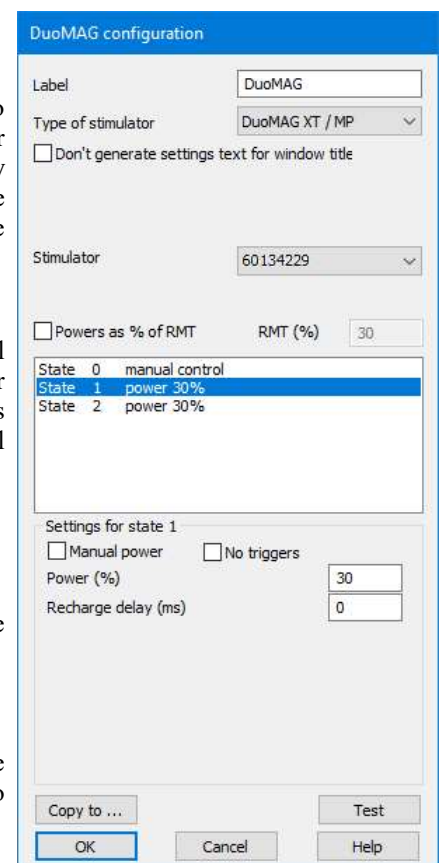 DuoMAG configuration
Label DuoMAG
Type of stimulator DuoMAG XT / MP
Don't generate settings text for window title
Stimulator 60134229
Powers as % of RMT RMT (%) 30
State 0 manual control
State 1 power 30%
State 2 power 30%
Settings for state 1
Manual power No triggers
Power (%) 30
Recharge delay (ms) 0
Copy to ... Test
OK Cancel Help